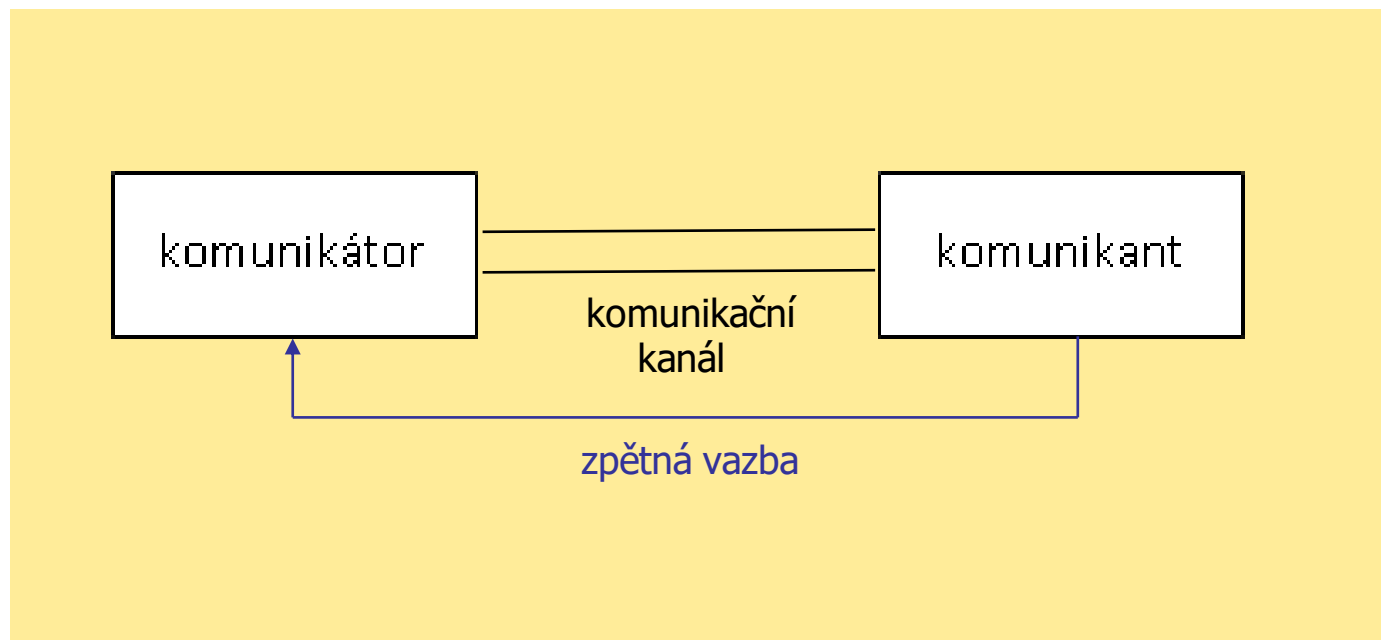 komunikátor
komunikant
komunikační
kanál
zpětná vazba